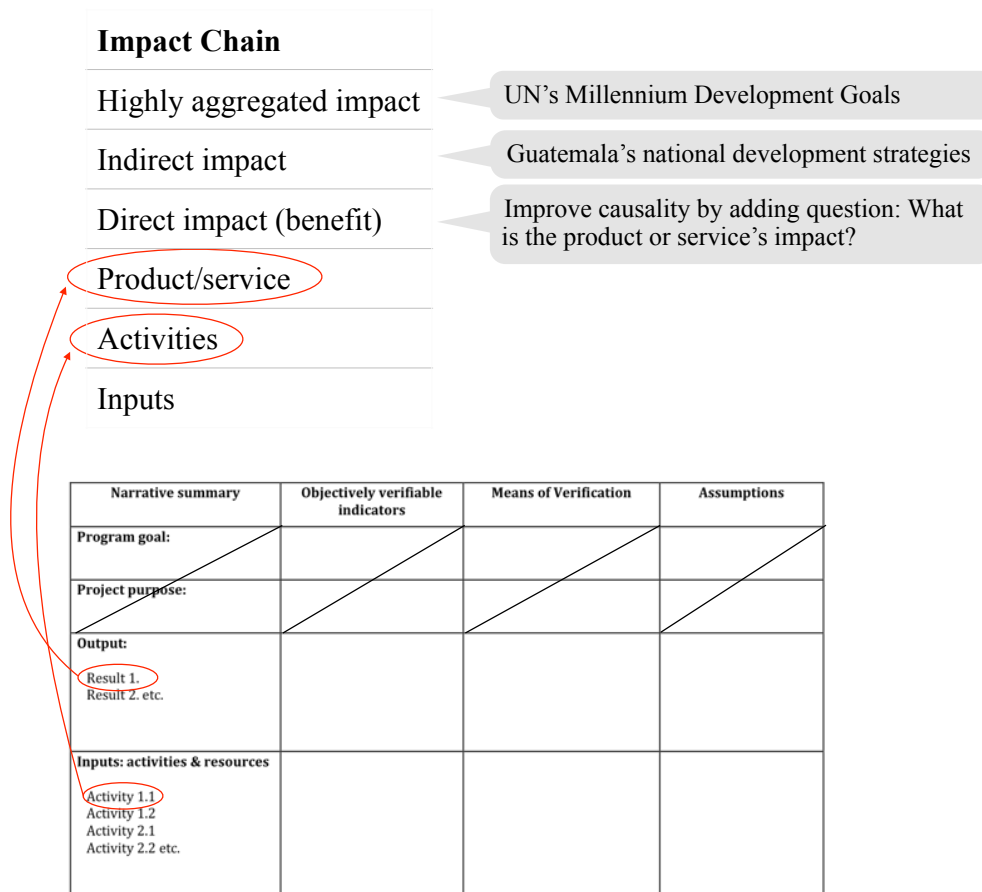 Impact Chain
Highly aggregated impact
UN’s Millennium Development Goals
Indirect impact
Guatemala’s national development strategies
Direct impact (benefit)
Improve causality by adding question: What
is the product or service’s impact?
Product/service
Activities
Inputs
Narrative summary
Objectively verifiable
indicators
Means of Verification
Assumptions
Program goal:
Project purpose:
Output:
Result 1.
Result 2. etc.
Inputs: activities & resources
Activity 1.1
Activity 1.2
Activity 2.1
Activity 2.2 etc.